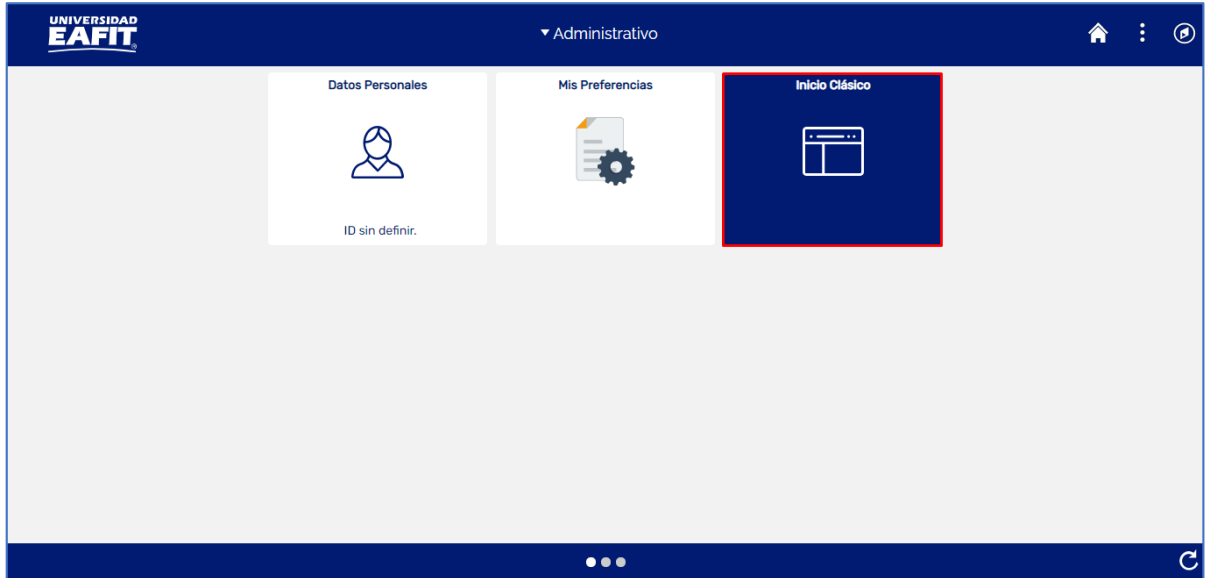 UNIVERSIDAD
EAFIT
Administrativo
Datos Personales
Mis Preferencias
Inicio Clásico
ID sin definir.